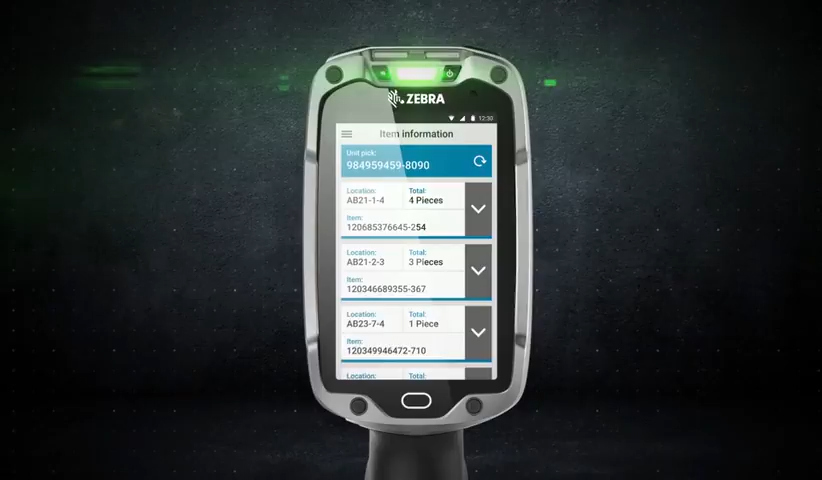 ZEBRA
12:30
Item information
Unit pick:
984959459-8090
Location: Total:
AB21-1-4 4 Pieces
Item:
120685376645-254
Location: Total:
AB21-2-3 3 Pieces
Item:
120346689355-367
Location: Total:
AB23-7-4 1 Piece
Item:
120349946472-710
Location: Total: